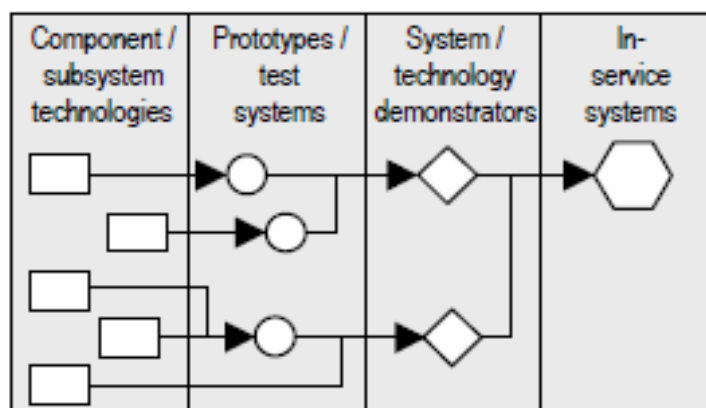 Component /
subsystem
technologies
Prototypes /
test
systems
System /
technology
demonstrators
In-
service
systems